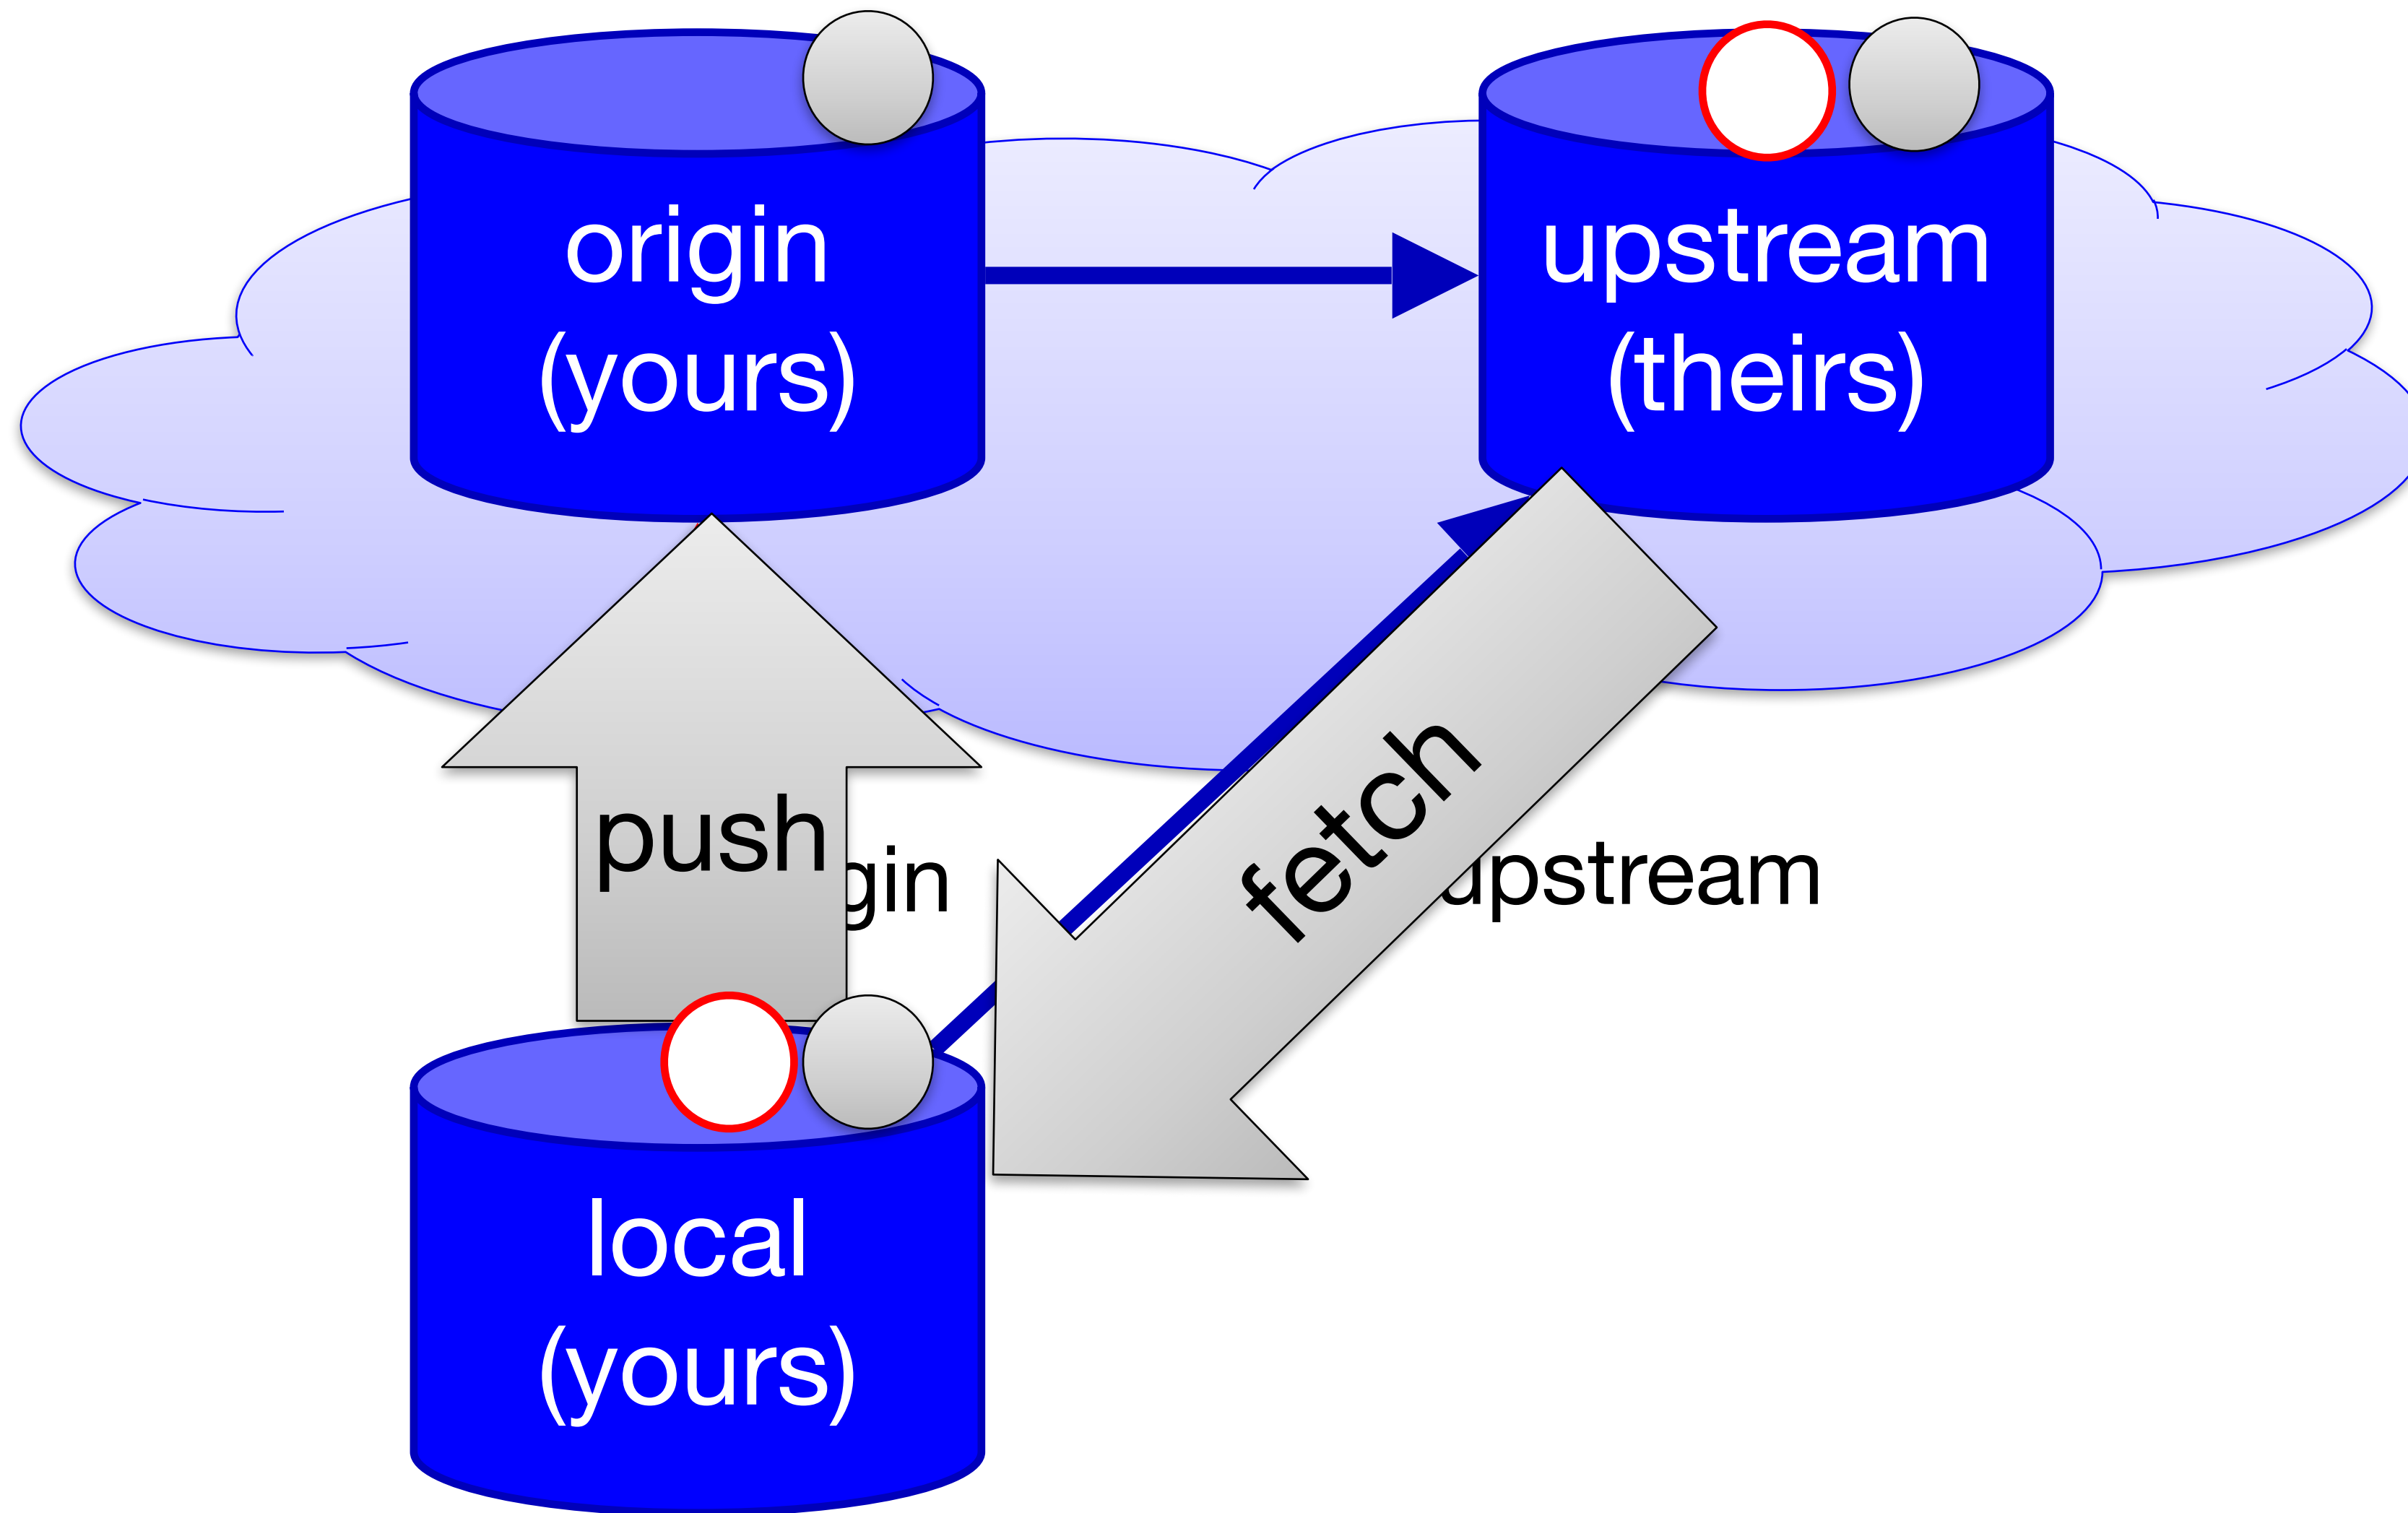 origin
(yours)
upstream
(theirs)
fetch
push
gin
upstream
local
(yours)